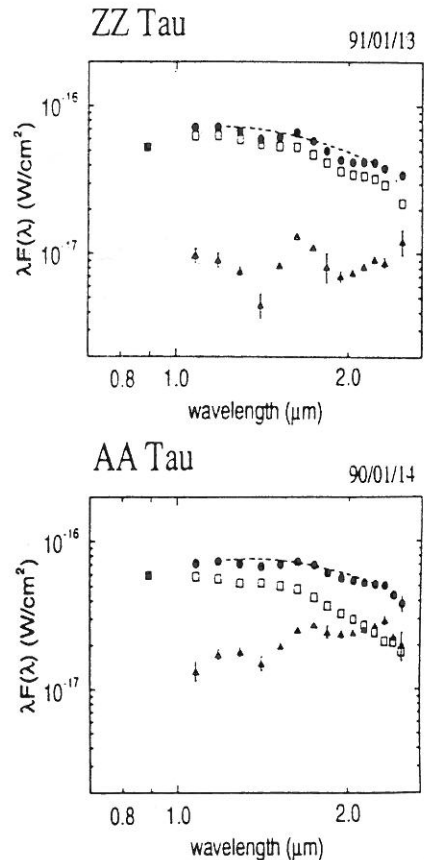 ZZ Tau
91/01/13
10⁻¹⁶
10⁻¹⁷
λF(λ) (W/cm²)
0.8 1.0 2.0
wavelength (μm)
AA Tau
90/01/14
10⁻¹⁶
10⁻¹⁷
λF(λ) (W/cm²)
0.8 1.0 2.0
wavelength (μm)